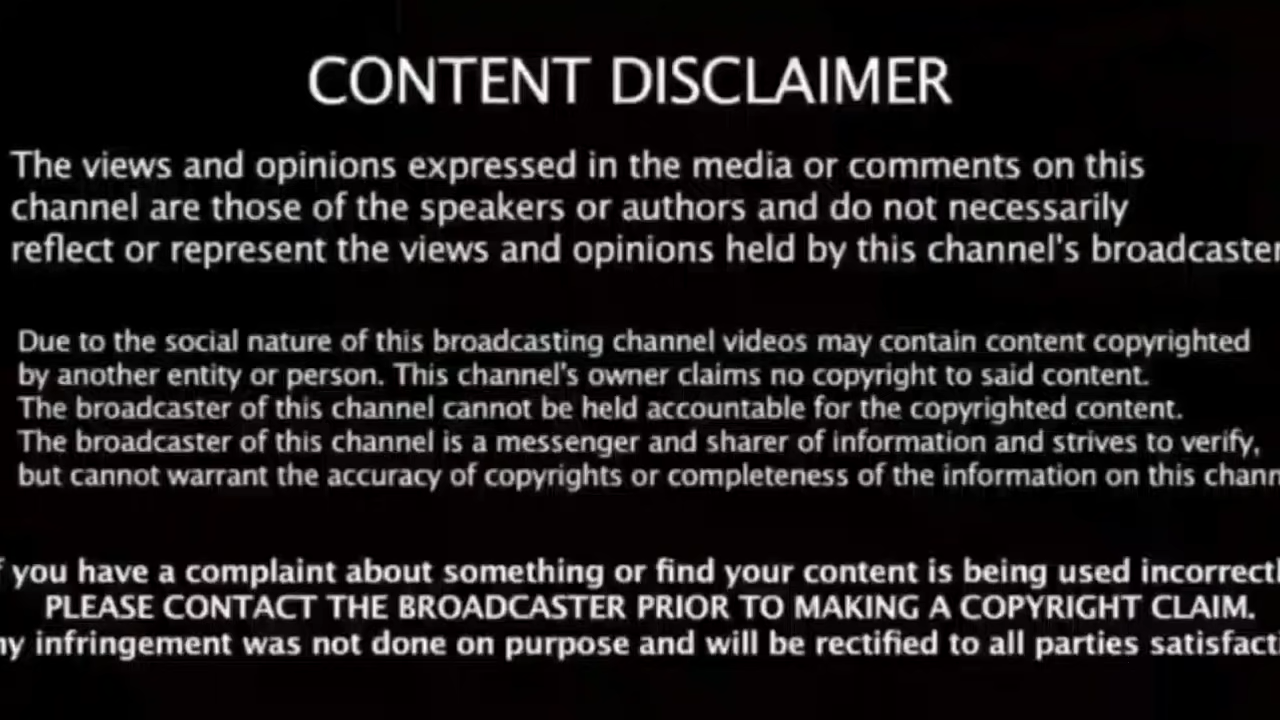 CONTENT DISCLAIMER
The views and opinions expressed in the media or comments on this
channel are those of the speakers or authors and do not necessarily
reflect or represent the views and opinions held by this channel's broadcaster
Due to the social nature of this broadcasting channel videos may contain content copyrighted
by another entity or person. This channel's owner claims no copyright to said content.
The broadcaster of this channel cannot be held accountable for the copyrighted content.
The broadcaster of this channel is a messenger and sharer of information and strives to verify,
but cannot warrant the accuracy of copyrights or completeness of the information on this
you have a complaint about something or find your content is being used
PLEASE CONTACT THE BROADCASTER PRIOR TO MAKING A COPYRIGHT CLAIM.
infringement was not done on purpose and will be rectified to all parties